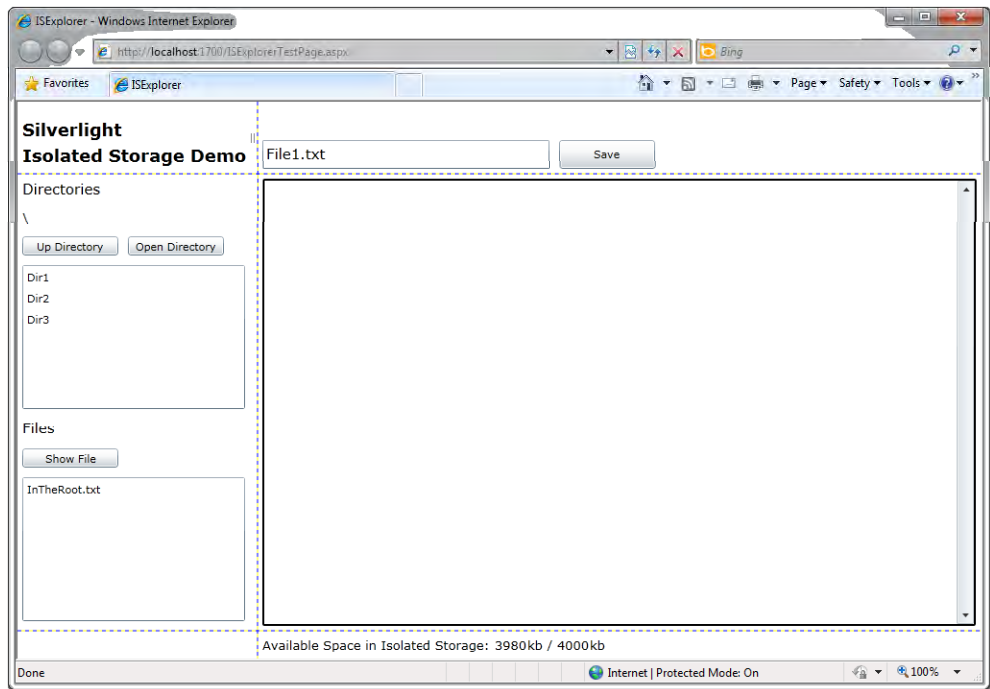 ISExplorer - Windows Internet Explorer
http://localhost:1700/ISExplorerTestPage.aspx
Bing
Favorites
ISExplorer
Page
Safety
Tools
Silverlight
Isolated Storage Demo
File1.txt
Save
Directories
\
Up Directory
Open Directory
Dir1
Dir2
Dir3
Files
Show File
InTheRoot.txt
Available Space in Isolated Storage: 3980kb / 4000kb
Done
Internet | Protected Mode: On
100%